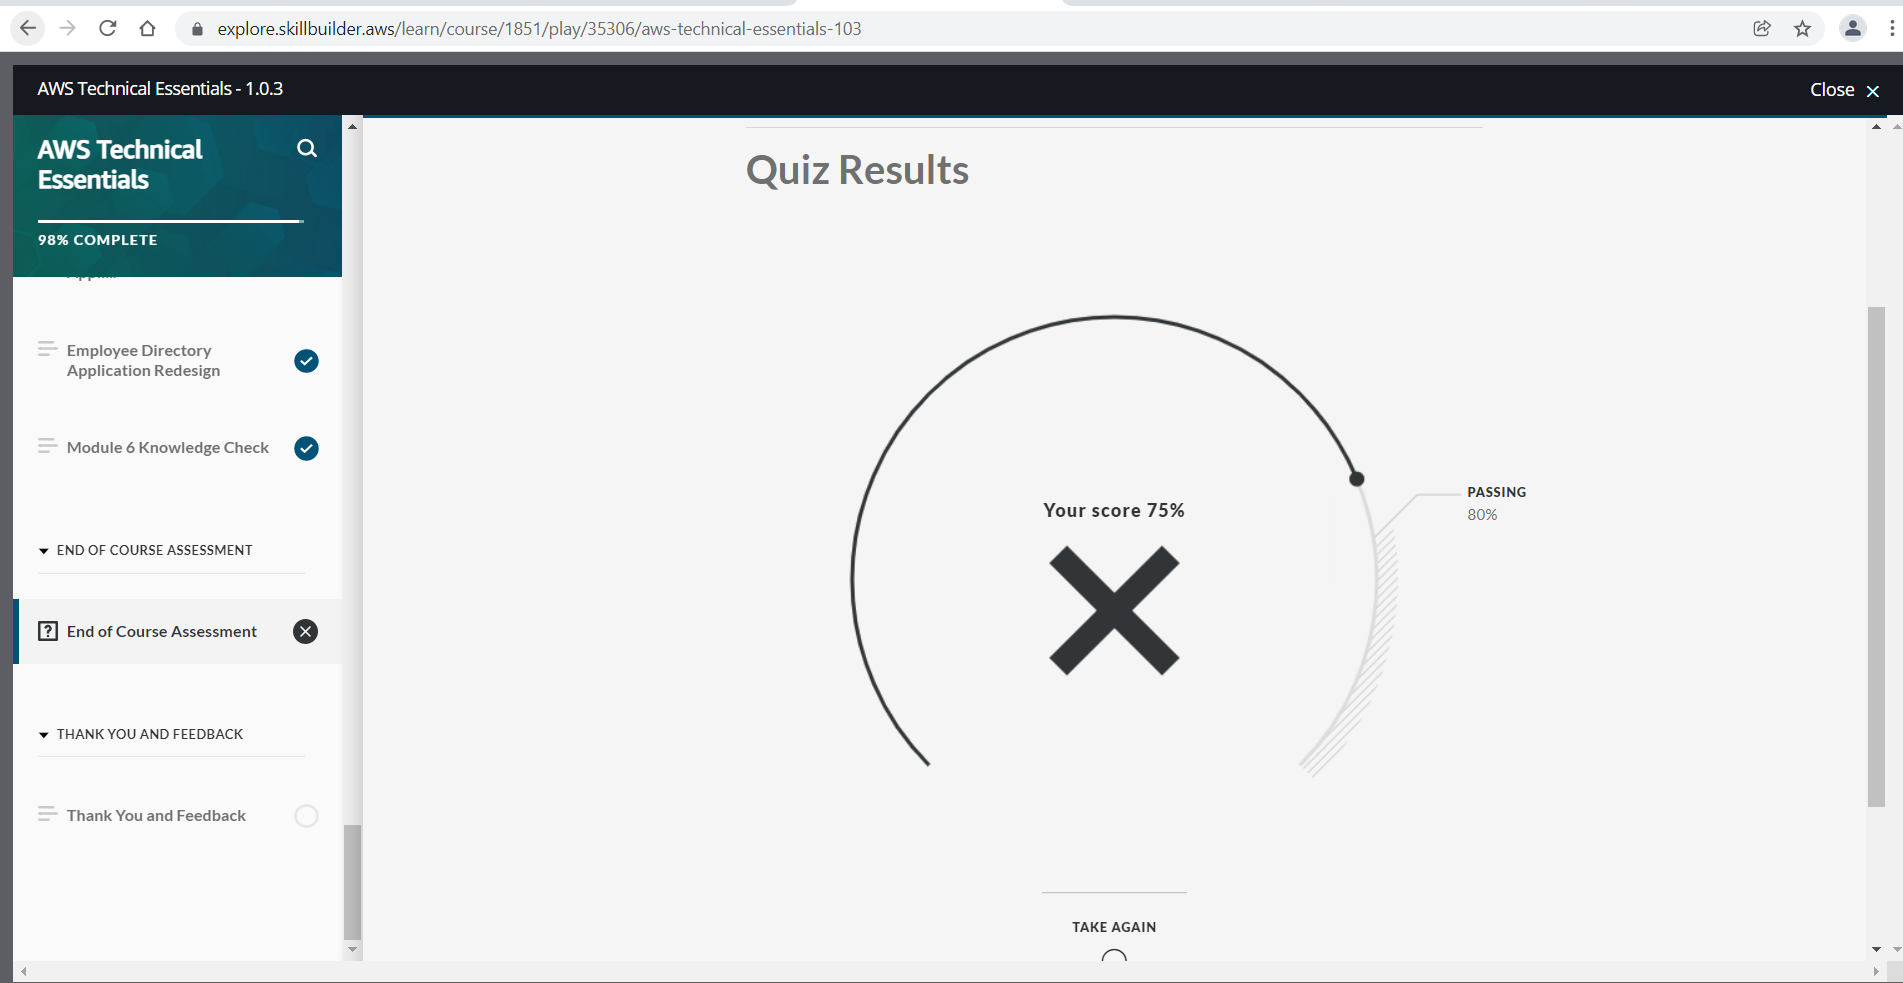 explore.skillbuilder.aws/learn/course/1851/play/35306/aws-technical-essentials-103
AWS Technical Essentials - 1.0.3
Close
AWS Technical
Essentials
98% COMPLETE
Employee Directory
Application Redesign
Module 6 Knowledge Check
END OF COURSE ASSESSMENT
End of Course Assessment
THANK YOU AND FEEDBACK
Thank You and Feedback
Quiz Results
Your score 75%
PASSING
80%
TAKE AGAIN